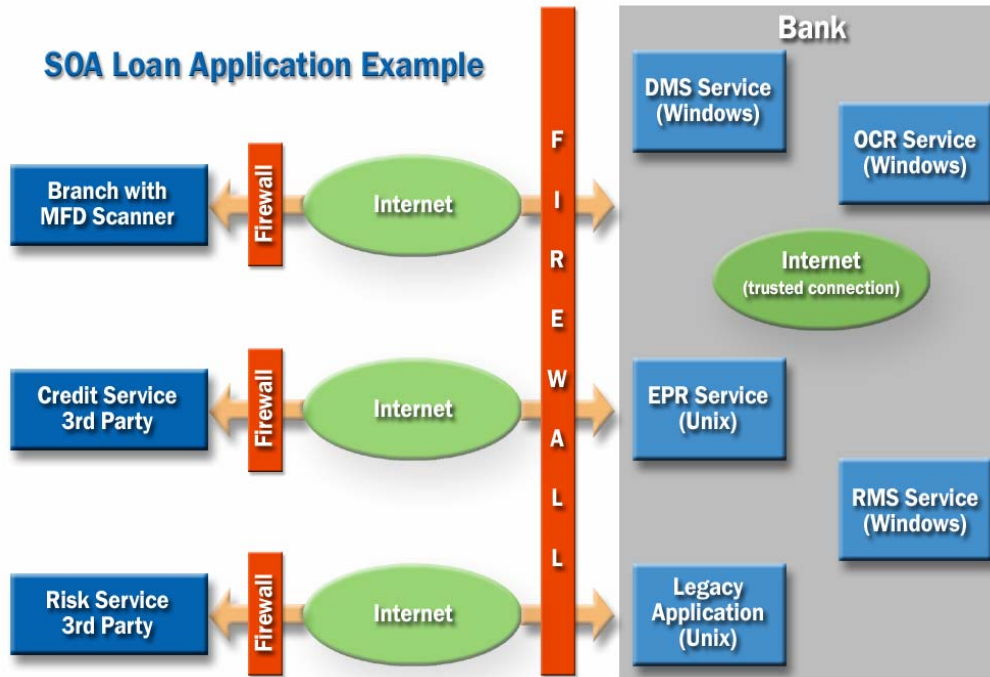 SOA Loan Application Example
Branch with
MFD Scanner
Firewall
Internet
Credit Service
3rd Party
Firewall
Internet
Risk Service
3rd Party
Firewall
Internet
F
I
R
E
W
A
L
L
Bank
DMS Service
(Windows)
OCR Service
(Windows)
Internet
(trusted connection)
EPR Service
(Unix)
RMS Service
(Windows)
Legacy
Application
(Unix)